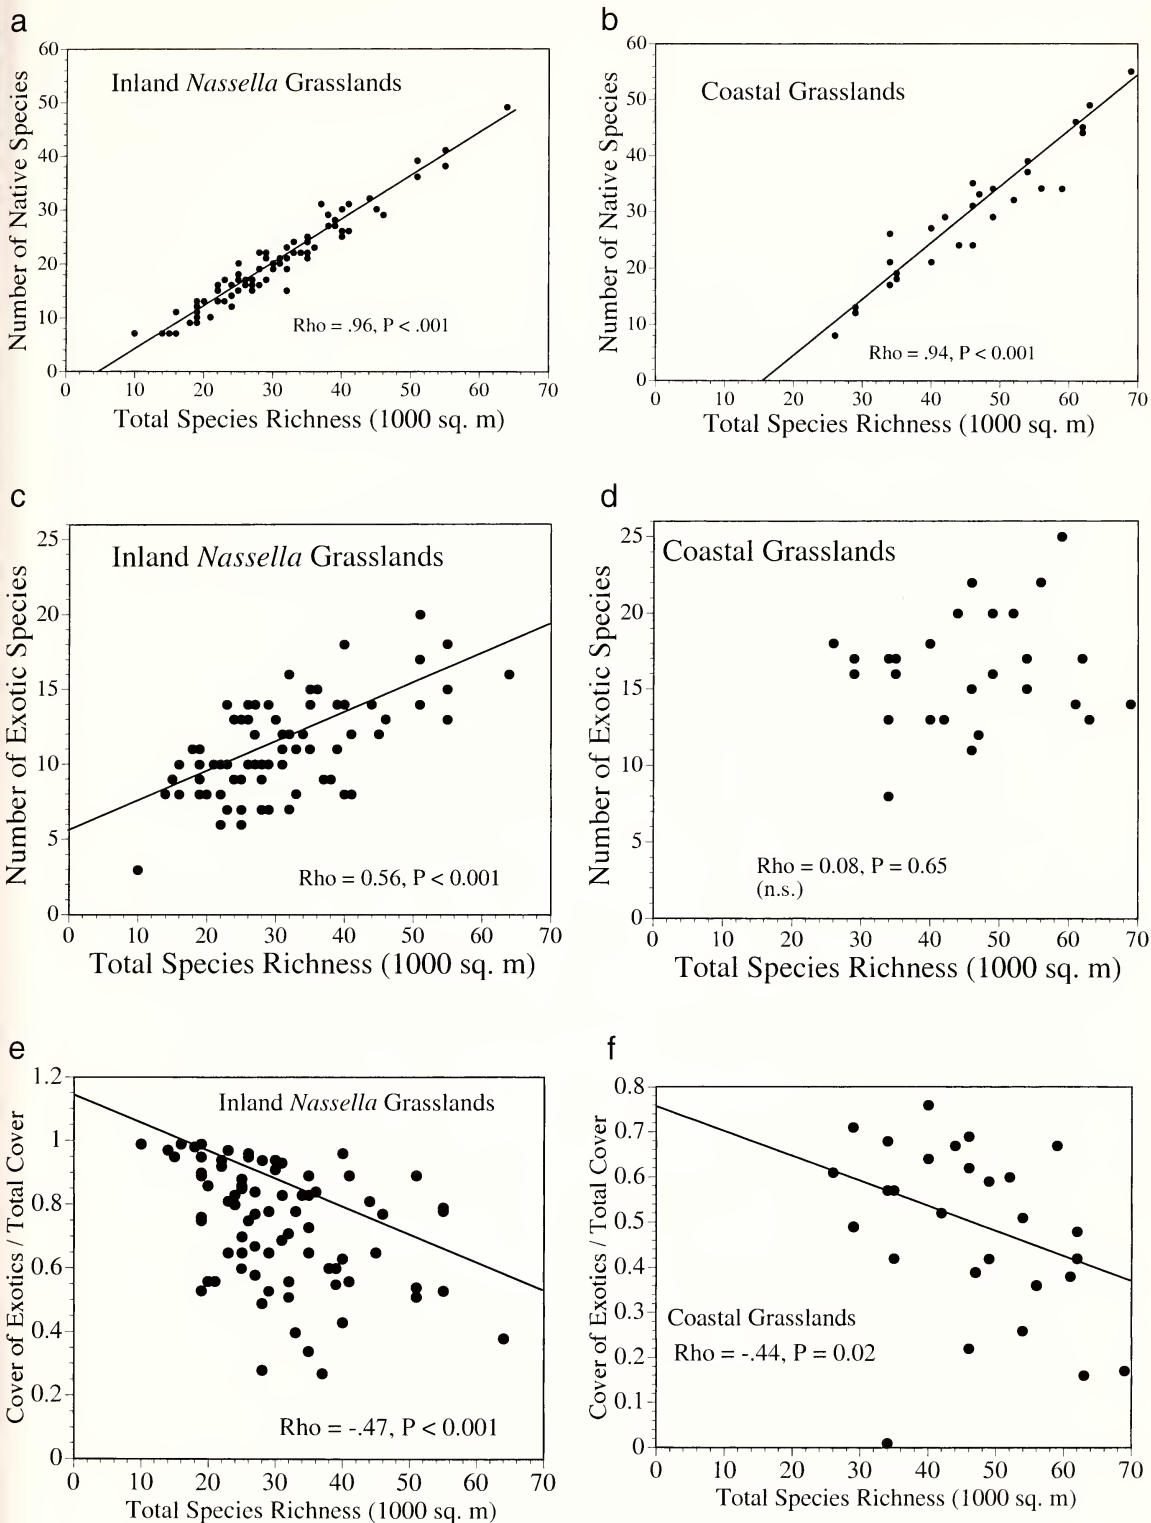 a
60
50
40
30
20
10
0
Number of Native Species
Inland Nassella Grasslands
Rho = .96, P < .001
0 10 20 30 40 50 60 70
Total Species Richness (1000 sq. m)
b
60
50
40
30
20
10
0
Number of Native Species
Coastal Grasslands
Rho = .94, P < 0.001
0 10 20 30 40 50 60 70
Total Species Richness (1000 sq. m)
c
25
20
15
10
5
0
Number of Exotic Species
Inland Nassella Grasslands
Rho = 0.56, P < 0.001
0 10 20 30 40 50 60 70
Total Species Richness (1000 sq. m)
d
25
20
15
10
5
0
Number of Exotic Species
Coastal Grasslands
Rho = 0.08, P = 0.65
(n.s.)
0 10 20 30 40 50 60 70
Total Species Richness (1000 sq. m)
e
1.2
1
0.8
0.6
0.4
0.2
0
Cover of Exotics / Total Cover
Inland Nassella Grasslands
Rho = -.47, P < 0.001
0 10 20 30 40 50 60 70
Total Species Richness (1000 sq. m)
f
0.8
0.7
0.6
0.5
0.4
0.3
0.2
0.1
0
Cover of Exotics / Total Cover
Coastal Grasslands
Rho = -.44, P = 0.02
0 10 20 30 40 50 60 70
Total Species Richness (1000 sq. m)